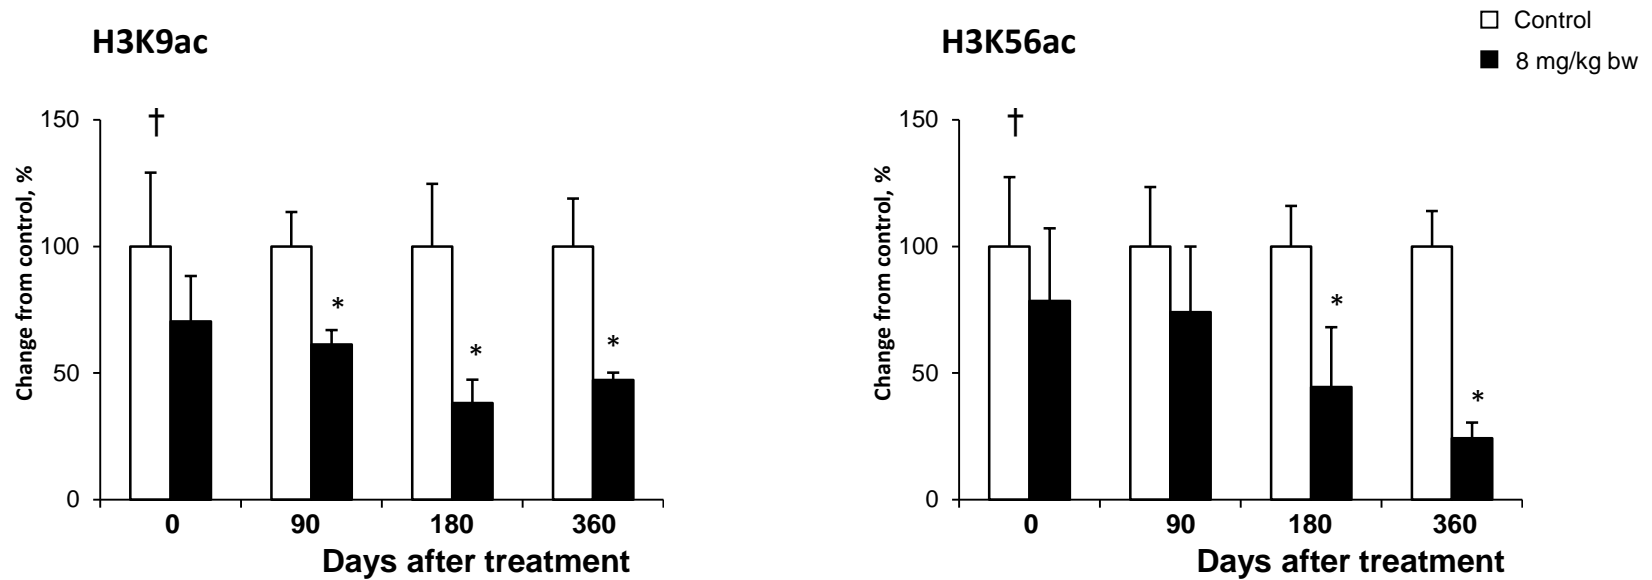 Control
8 mg/kg bw
H3K9ac
150
†
100
50
0
Change from control, %
*
*
*
0 90 180 360
Days after treatment
H3K56ac
150
†
100
50
0
Change from control, %
*
*
0 90 180 360
Days after treatment